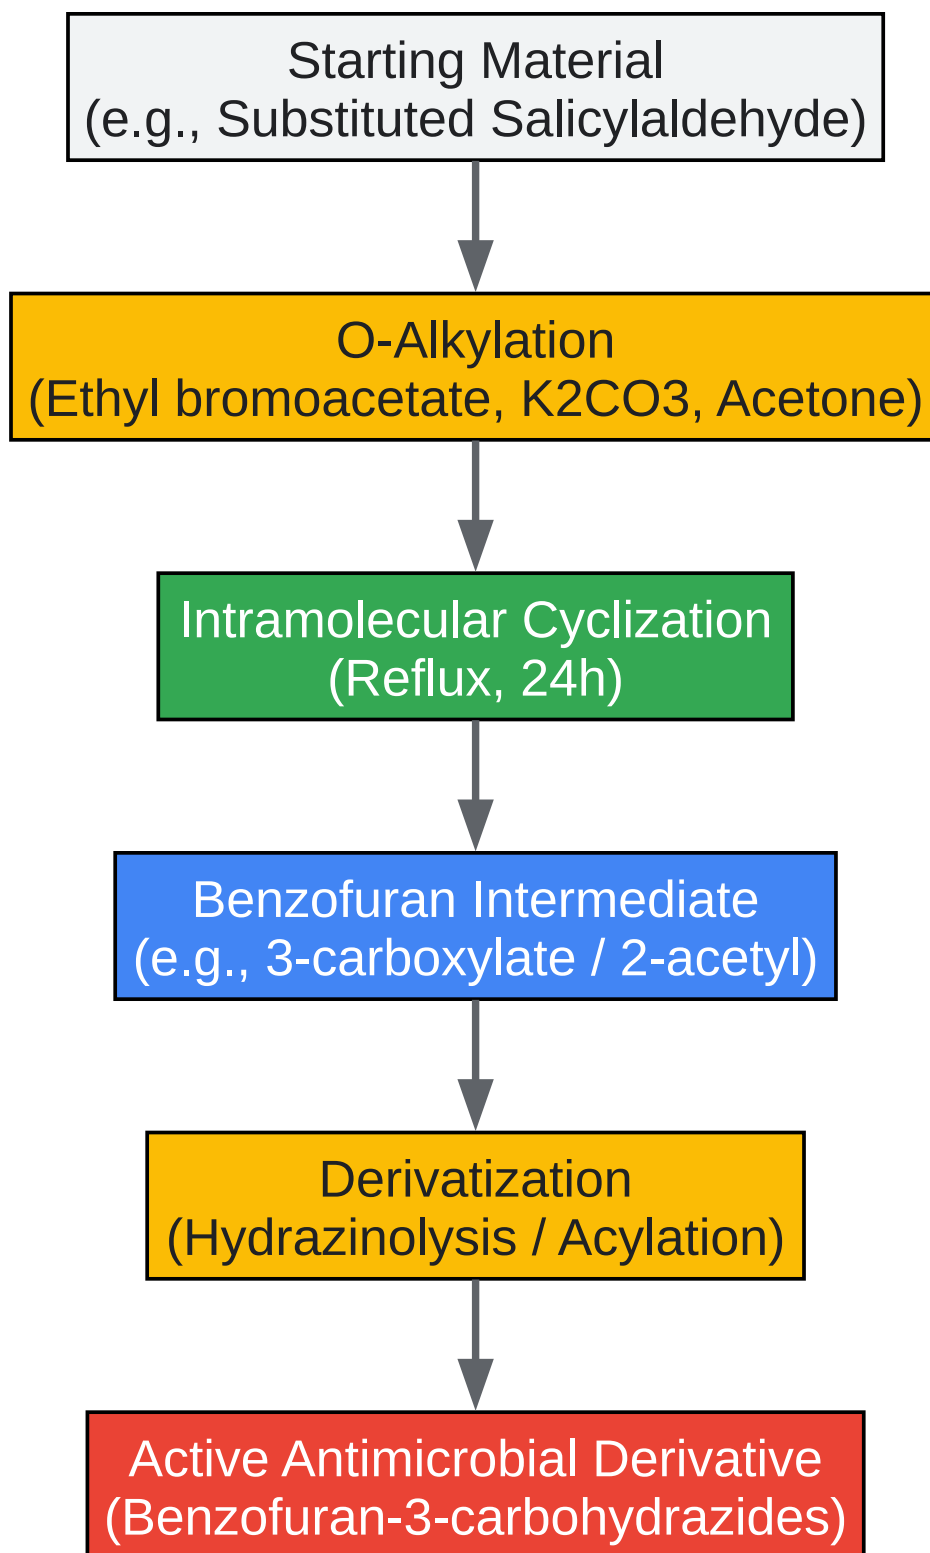 Starting Material
(e.g., Substituted Salicylaldehyde)
O-Alkylation
(Ethyl bromoacetate, K2CO3, Acetone)
Intramolecular Cyclization
(Reflux, 24h)
Benzofuran Intermediate
(e.g., 3-carboxylate / 2-acetyl)
Derivatization
(Hydrazinolysis / Acylation)
Active Antimicrobial Derivative
(Benzofuran-3-carbohydrazides)